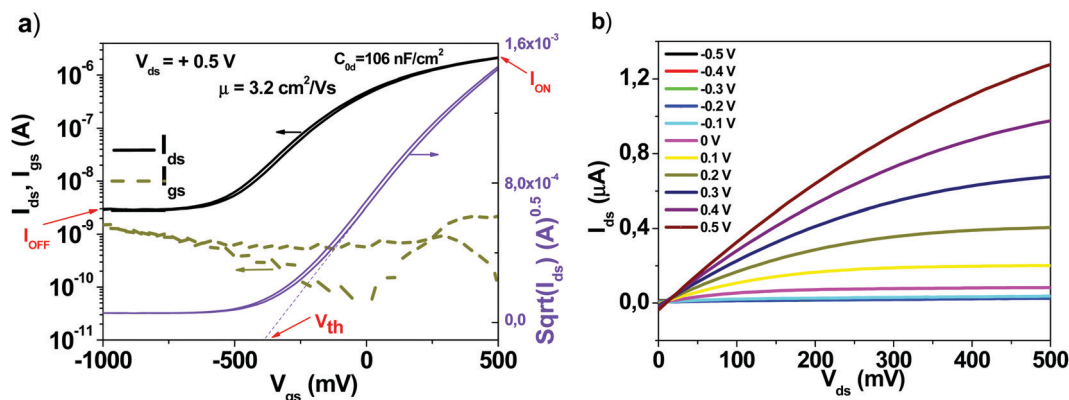 a)
V_ds = + 0.5 V
C_0d=106 nF/cm²
μ = 3.2 cm²/Vs
I_ON
I_ds
I_gs
I_OFF
V_th
I_ds, I_gs (A)
10⁻⁶
10⁻⁷
10⁻⁸
10⁻⁹
10⁻¹⁰
10⁻¹¹
-1000
-500
0
500
V_gs (mV)
1,6x10⁻³
8,0x10⁻⁴
0,0
Sqrt(I_ds) (A)^0.5
b)
-0.5 V
-0.4 V
-0.3 V
-0.2 V
-0.1 V
0 V
0.1 V
0.2 V
0.3 V
0.4 V
0.5 V
I_ds (μA)
1,2
0,8
0,4
0,0
0
100
200
300
400
500
V_ds (mV)